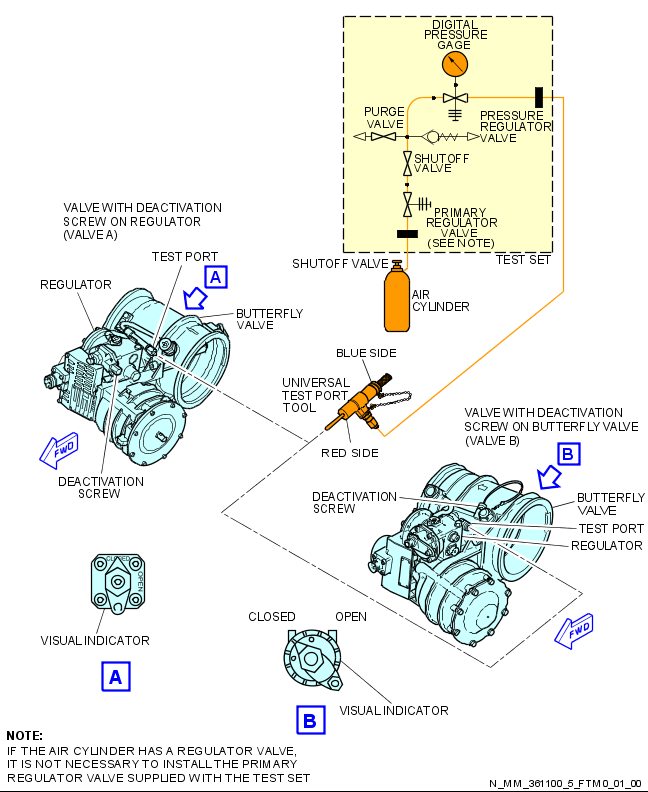 DIGITAL
PRESSURE
GAGE
PURGE
VALVE
PRESSURE
REGULATOR
VALVE
SHUTOFF
VALVE
PRIMARY
REGULATOR
VALVE
(SEE NOTE)
TEST SET
SHUTOFF VALVE
AIR
CYLINDER
VALVE WITH DEACTIVATION
SCREW ON REGULATOR
(VALVE A)
TEST PORT
A
REGULATOR
BUTTERFLY
VALVE
FWD
DEACTIVATION
SCREW
BLUE SIDE
UNIVERSAL
TEST PORT
TOOL
RED SIDE
VALVE WITH DEACTIVATION
SCREW ON BUTTERFLY VALVE
(VALVE B)
B
DEACTIVATION
SCREW
BUTTERFLY
VALVE
TEST PORT
REGULATOR
FWD
CLOSED
OPEN
VISUAL INDICATOR
A
CLOSED OPEN
VISUAL INDICATOR
B
NOTE:
IF THE AIR CYLINDER HAS A REGULATOR VALVE,
IT IS NOT NECESSARY TO INSTALL THE PRIMARY
REGULATOR VALVE SUPPLIED WITH THE TEST SET
N_MM_361100_5_FTM0_01_00